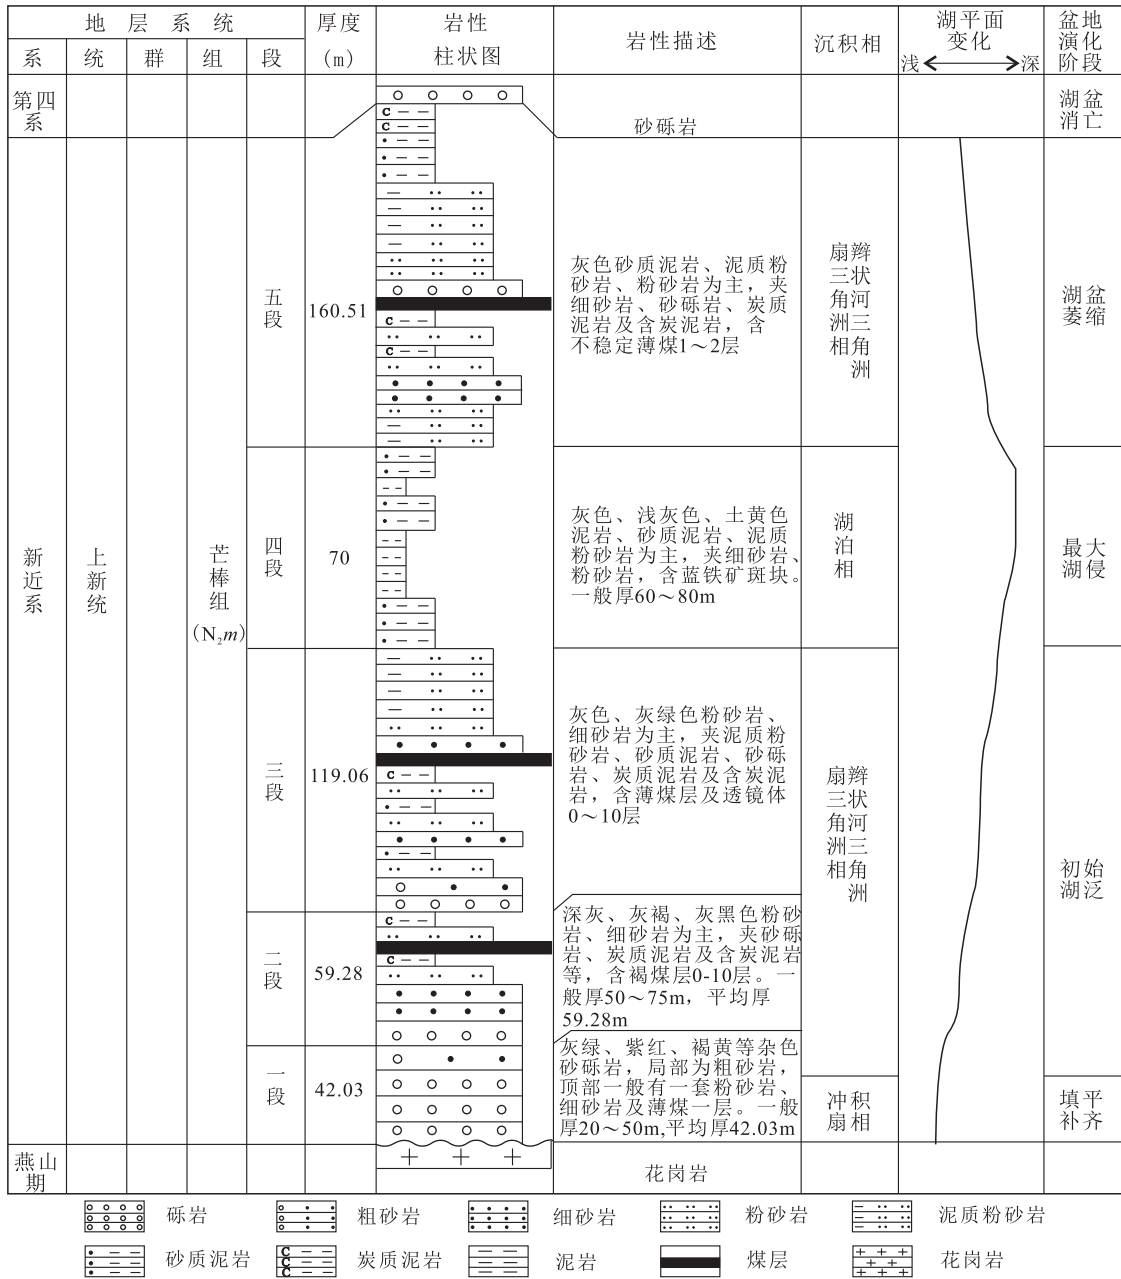 地层系统
厚度
(m)
岩性
柱状图
岩性描述
沉积相
湖平面
变化
浅
深
盆地
演化
阶段
系
统
群
组
段
第四
系
砂砾岩
湖盆
消亡
新近系
上新统
芒棒组
(N₂m)
五段
160.51
灰色砂质泥岩、泥质粉
砂岩、粉砂岩为主，夹
细砂岩、砂砾岩、炭质
泥岩及含炭泥岩，含
不稳定薄煤1～2层
扇三角洲相
辫状河三角洲
湖盆
萎缩
四段
70
灰色、浅灰色、土黄色
泥岩、砂质泥岩、泥质
粉砂岩为主，夹细砂岩、
粉砂岩，含蓝铁矿斑块。
一般厚60～80m
湖泊相
最大
湖侵
三段
119.06
灰色、灰绿色粉砂岩、
细砂岩为主，夹泥质粉
砂岩、砂质泥岩、砂砾
岩、炭质泥岩及含炭泥
岩，含薄煤层及透镜体
0～10层
扇三角洲相
辫状河三角洲
初始
湖泛
二段
59.28
深灰、灰褐、灰黑色粉砂
岩、细砂岩为主，夹砂砾
岩、炭质泥岩及含炭泥岩
等，含褐煤层0-10层。一
般厚50～75m，平均厚
59.28m
一段
42.03
灰绿、紫红、褐黄等杂色
砂砾岩，局部为粗砂岩，
顶部一般有一套粉砂岩、
细砂岩及薄煤一层。一般
厚20～50m,平均厚42.03m
冲积
扇相
填平
补齐
燕山
期
花岗岩
砾岩
粗砂岩
细砂岩
粉砂岩
泥质粉砂岩
砂质泥岩
炭质泥岩
泥岩
煤层
花岗岩